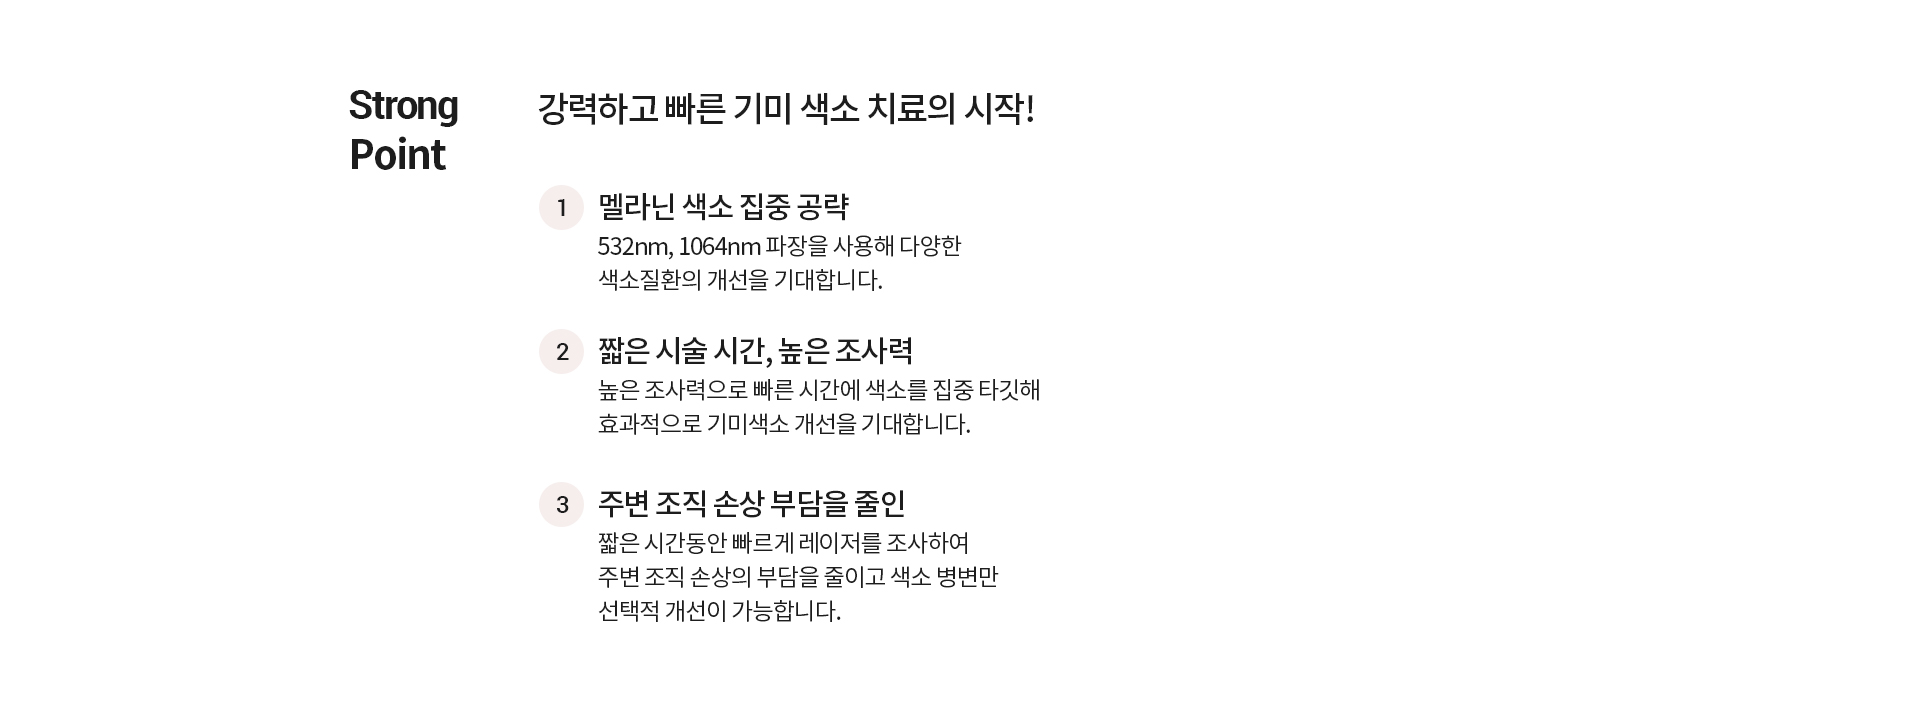 Strong
Point
강력하고 빠른 기미 색소 치료의 시작!
1
멜라닌 색소 집중 공략
532nm, 1064nm 파장을 사용해 다양한
색소질환의 개선을 기대합니다.
2
짧은 시술 시간, 높은 조사력
높은 조사력으로 빠른 시간에 색소를 집중 타깃해
효과적으로 기미색소 개선을 기대합니다.
3
주변 조직 손상 부담을 줄인
짧은 시간동안 빠르게 레이저를 조사하여
주변 조직 손상의 부담을 줄이고 색소 병변만
선택적 개선이 가능합니다.